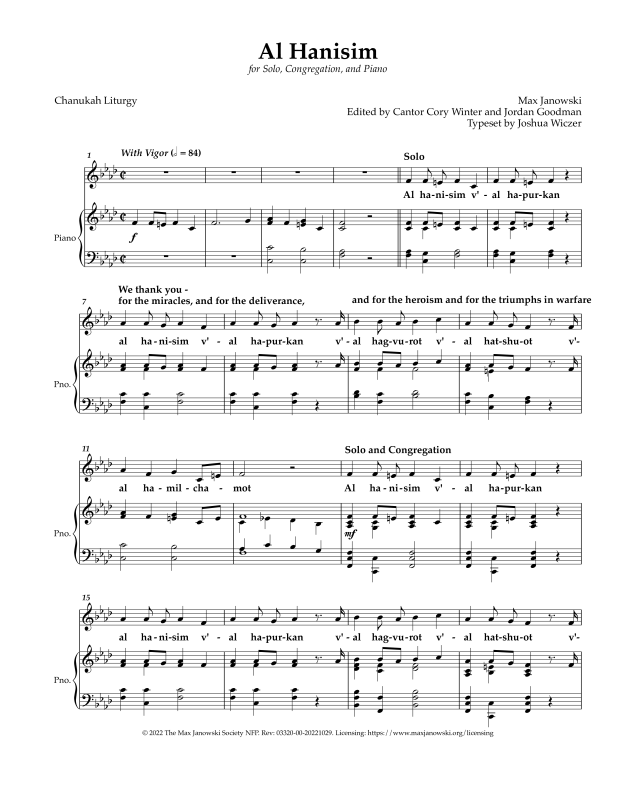 Al Hanisim
for Solo, Congregation, and Piano
Chanukah Liturgy
Max Janowski
Edited by Cantor Cory Winter and Jordan Goodman
Typeset by Joshua Wiczer
1
With Vigor (𝅗𝅥 = 84)
Solo
Al ha-ni-sim v' - al ha-pur-kan
Piano
f
We thank you -
for the miracles, and for the deliverance,
and for the heroism and for the triumphs in warfare
7
al ha-ni-sim v' - al ha-pur-kan v'-al hag-vu-rot v' - al hat-shu-ot v'-
Pno.
11
Solo and Congregation
al ha-mil-cha - mot Al ha-ni-sim v' - al ha-pur-kan
Pno.
mf
15
al ha-ni-sim v' - al ha-pur-kan v'-al hag-vu-rot v' - al hat-shu-ot v'-
Pno.
© 2022 The Max Janowski Society NFP. Rev: 03320-00-20221029. Licensing: https://www.maxjanowski.org/licensing